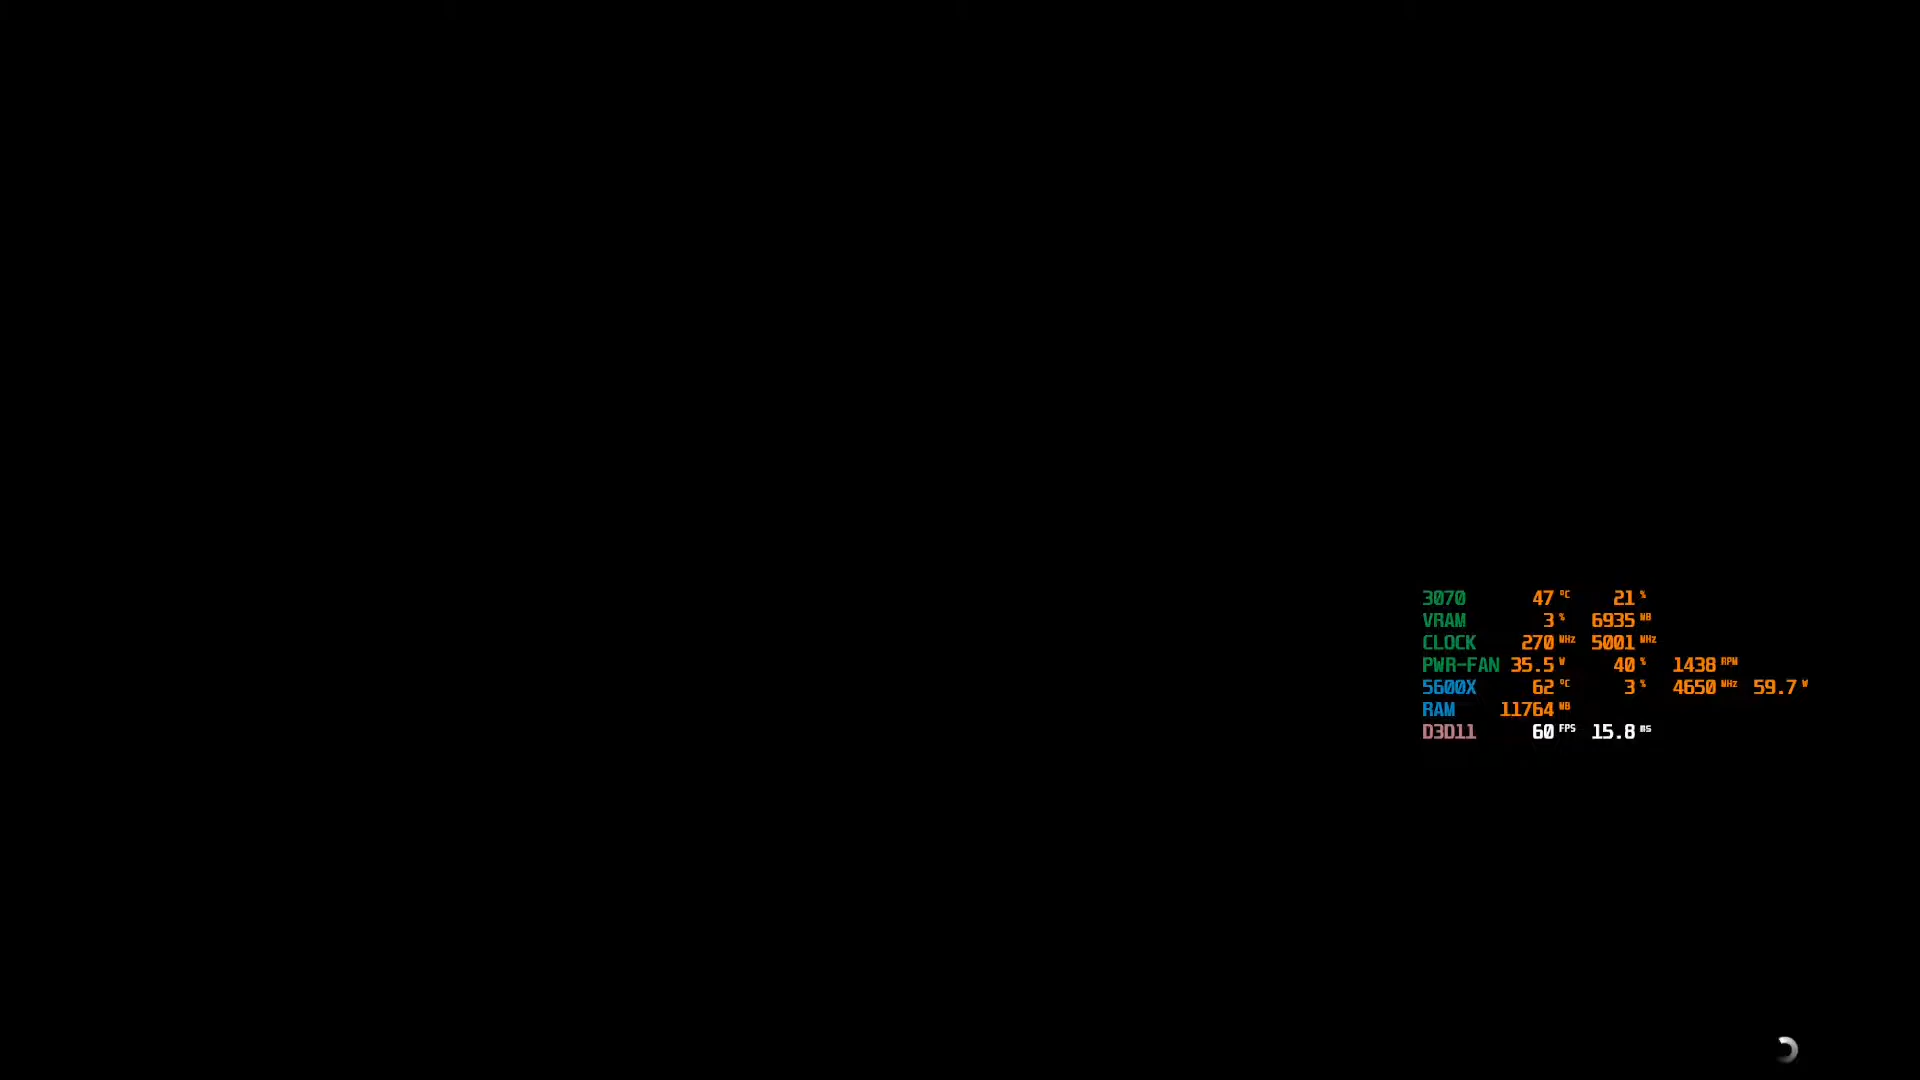 3070 47 °C 21 %
VRAM 3 % 6935 MB
CLOCK 270 MHz 5001 MHz
PWR-FAN 35.5 W 40 % 1438 RPM
5600X 62 °C 3 % 4650 MHz 59.7 W
RAM 11764 MB
D3D11 60 FPS 15.8 ms